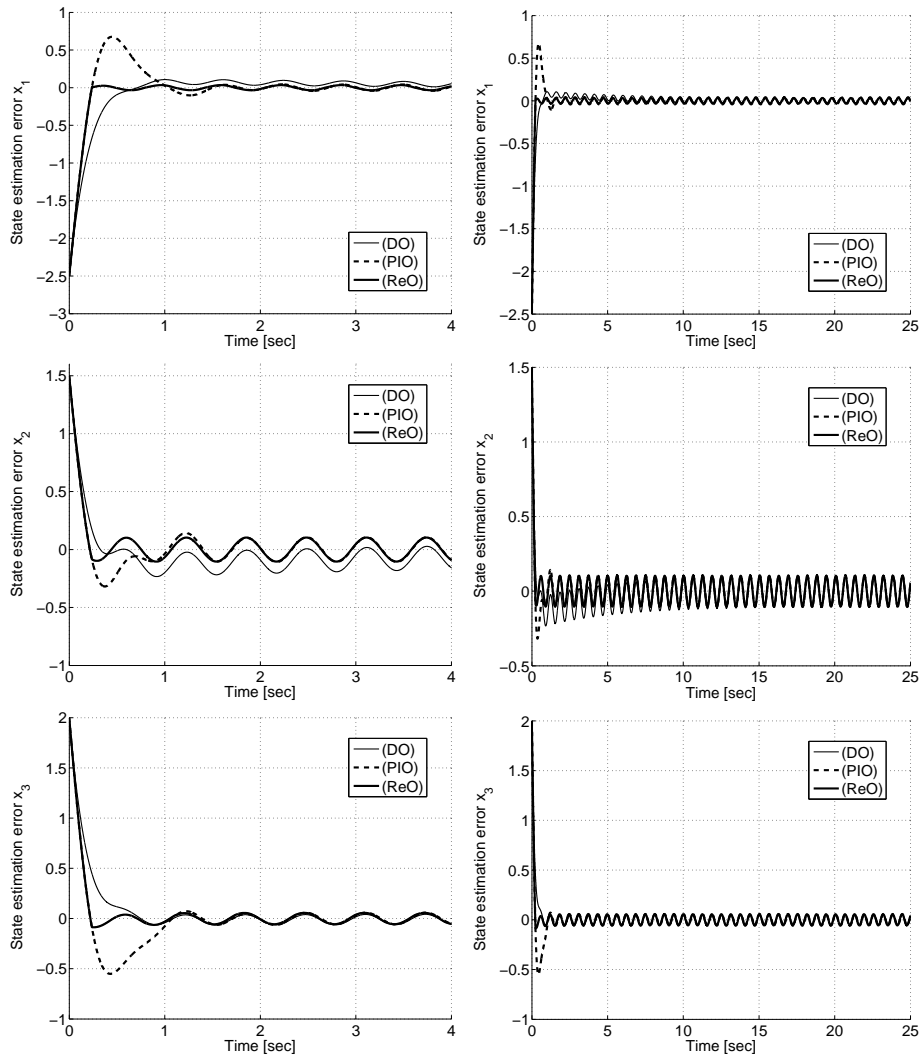 1
0.5
0
−0.5
−1
−1.5
−2
−2.5
−3
State estimation error x1
0 1 2 3 4
Time [sec]
(DO)
(PIO)
(ReO)
1
0.5
0
−0.5
−1
−1.5
−2
−2.5
State estimation error x1
0 5 10 15 20 25
Time [sec]
(DO)
(PIO)
(ReO)
1.5
1
0.5
0
−0.5
−1
State estimation error x2
0 1 2 3 4
Time [sec]
(DO)
(PIO)
(ReO)
1.5
1
0.5
0
−0.5
State estimation error x2
0 5 10 15 20 25
Time [sec]
(DO)
(PIO)
(ReO)
2
1.5
1
0.5
0
−0.5
−1
State estimation error x3
0 1 2 3 4
Time [sec]
(DO)
(PIO)
(ReO)
2
1.5
1
0.5
0
−0.5
−1
State estimation error x3
0 5 10 15 20 25
Time [sec]
(DO)
(PIO)
(ReO)